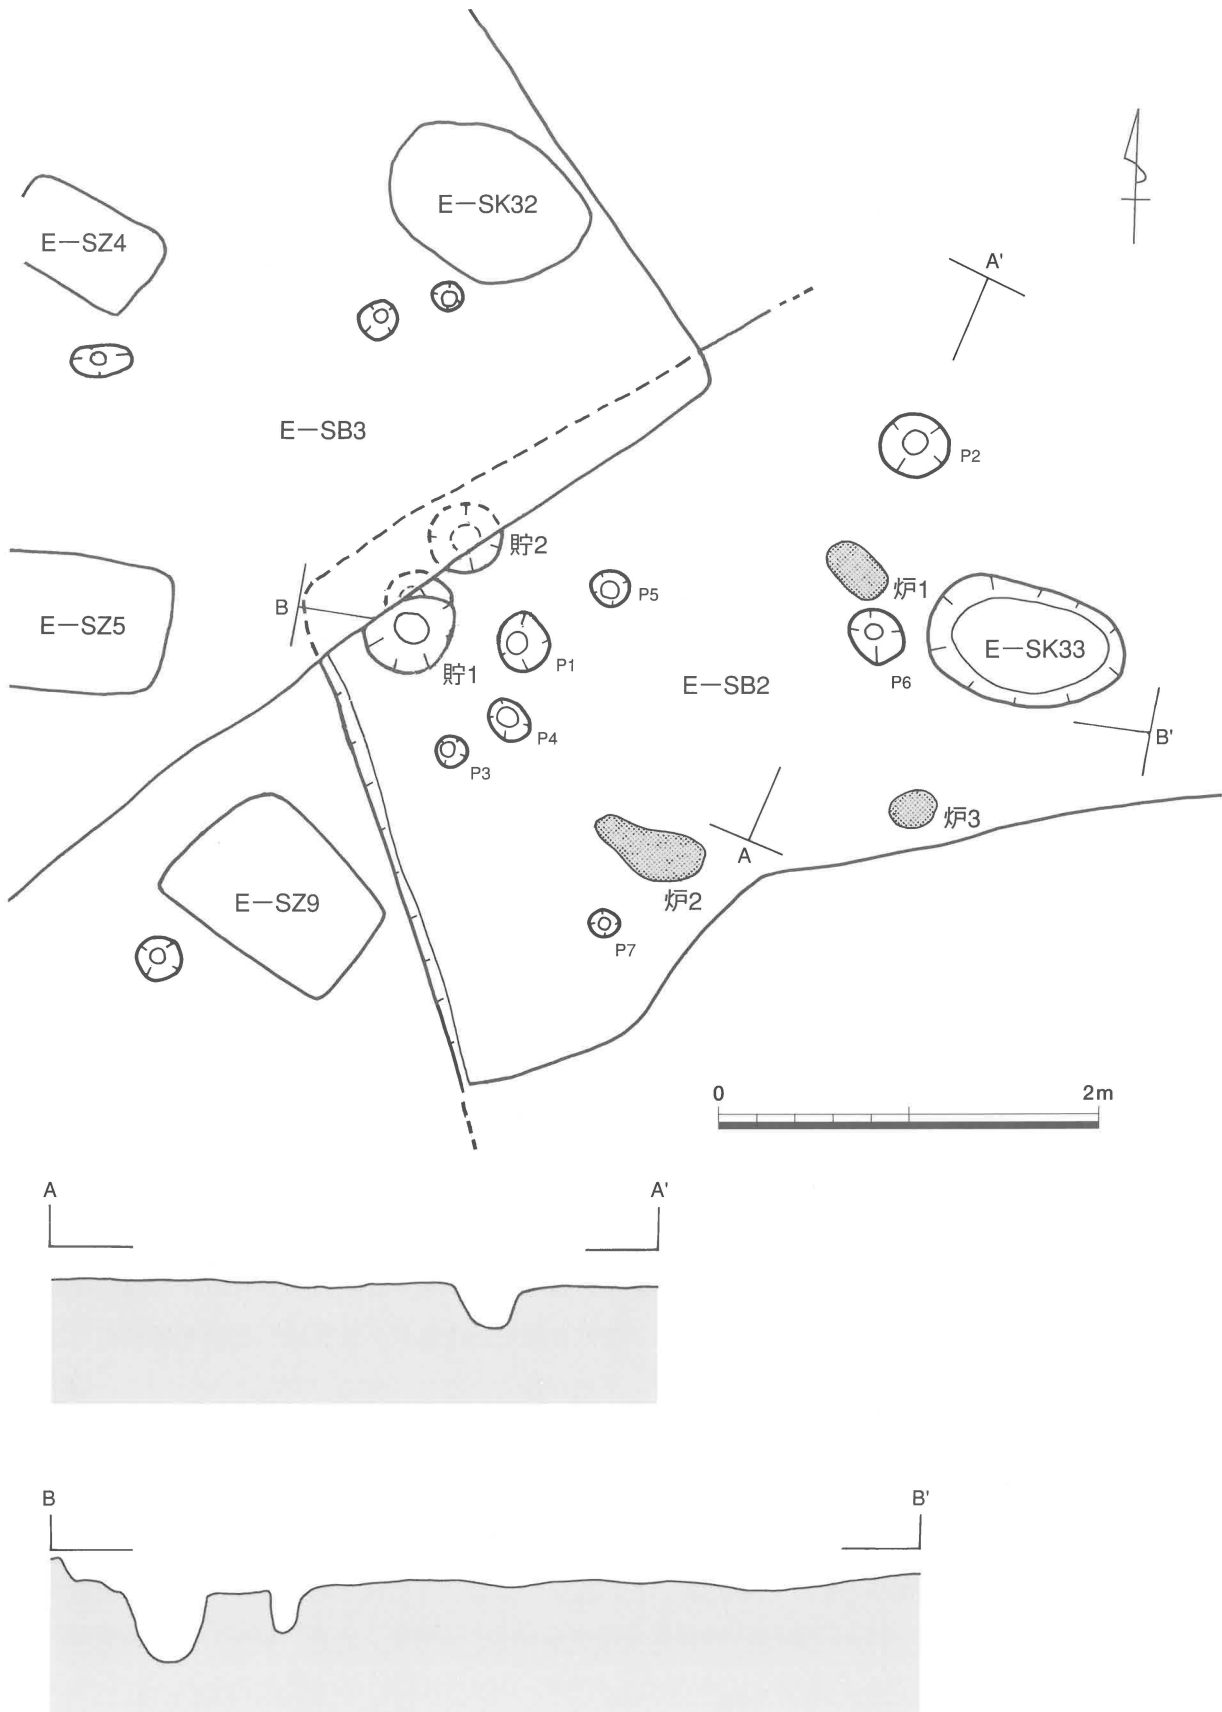 E－SK32
E－SZ4
A'
E－SB3
P2
貯2
炉1
B
P5
E－SZ5
P1
E－SK33
貯1
E－SB2
P6
P4
B'
P3
炉3
A
炉2
E－SZ9
P7
0 2m
A A'
B B'